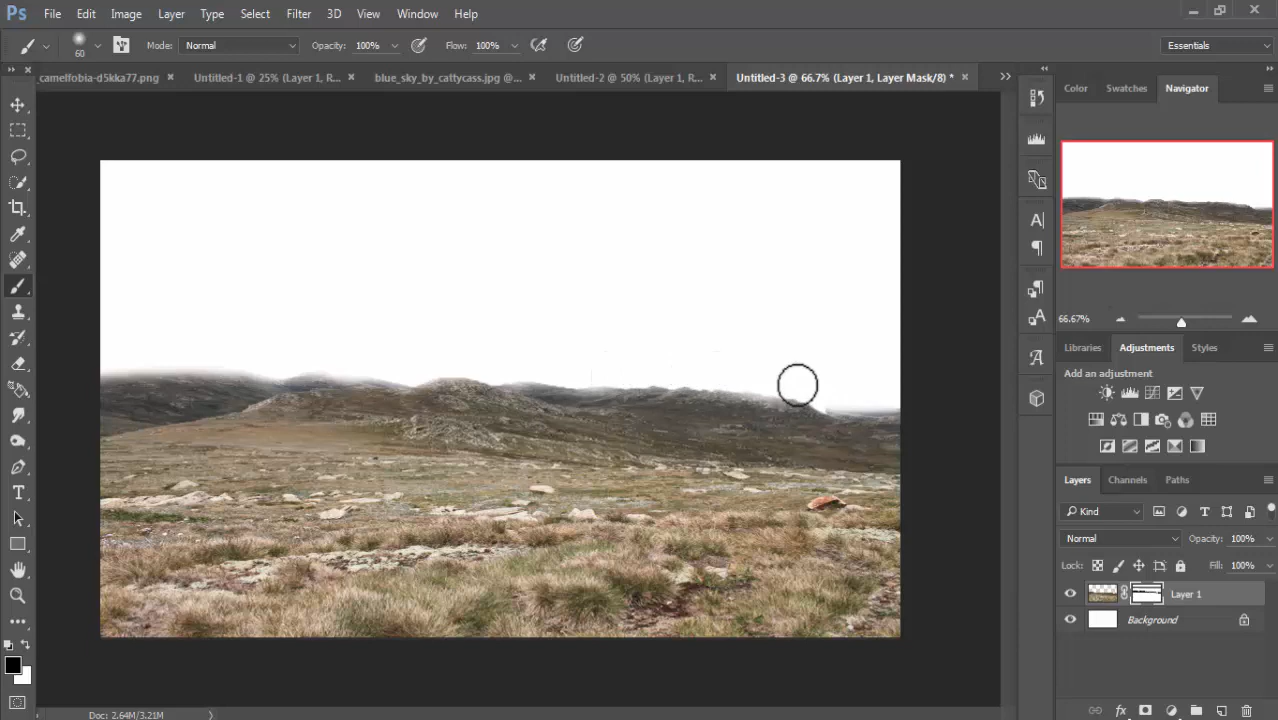 Ps File Edit Image Layer Type Select Filter 3D View Window Help
60 Mode: Normal Opacity: 100% Flow: 100% Essentials
camelfobia-d5kka77.png × Untitled-1 @ 25% (Layer 1, R... × blue_sky_by_cattycass.jpg @... × Untitled-2 @ 50% (Layer 1, R... × Untitled-3 @ 66.7% (Layer 1, Layer Mask/8) * ×
Color Swatches Navigator
66.67%
Libraries Adjustments Styles
Add an adjustment
Layers Channels Paths
Kind
Normal Opacity: 100%
Lock: Fill: 100%
Layer 1
Background
Doc: 2.64M/3.21M